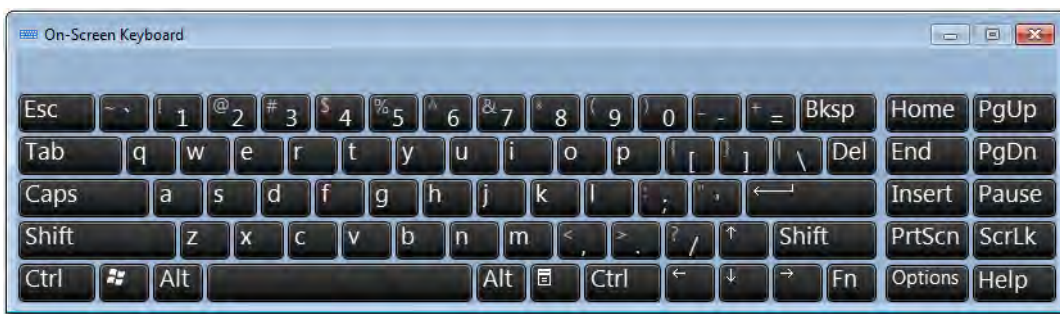 On-Screen Keyboard
Esc ~ ` ! 1 @ 2 # 3 $ 4 % 5 ^ 6 & 7 * 8 ( 9 ) 0 - - + = Bksp Home PgUp
Tab q w e r t y u i o p { [ } ] | \ Del End PgDn
Caps a s d f g h j k l : ; " ' Insert Pause
Shift z x c v b n m < , > . ? / ↑ Shift PrtScn ScrLk
Ctrl Alt Alt Ctrl ← ↓ → Fn Options Help